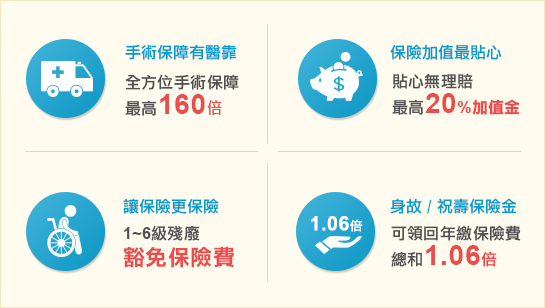 手術保障有醫靠
全方位手術保障
最高160倍
保險加值最貼心
貼心無理賠
最高20%加值金
讓保險更保險
1~6級殘廢
豁免保險費
1.06倍
身故 / 祝壽保險金
可領回年繳保險費
總和1.06倍